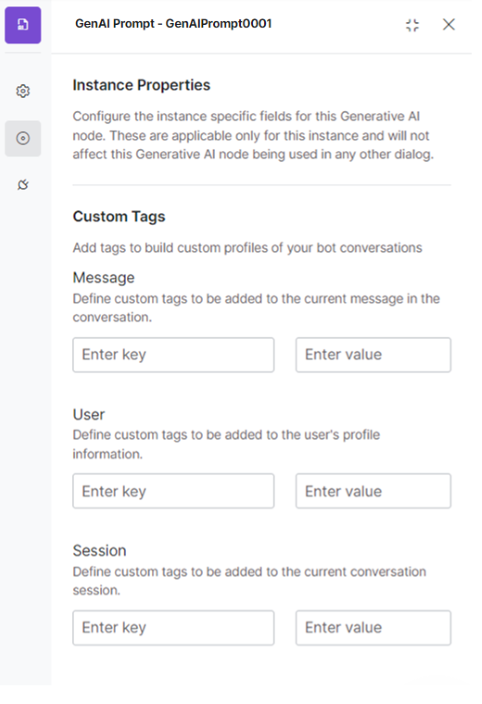 GenAI Prompt - GenAIPrompt0001
Instance Properties
Configure the instance specific fields for this Generative AI
node. These are applicable only for this instance and will not
affect this Generative AI node being used in any other dialog.
Custom Tags
Add tags to build custom profiles of your bot conversations
Message
Define custom tags to be added to the current message in the
conversation.
Enter key Enter value
User
Define custom tags to be added to the user's profile
information.
Enter key Enter value
Session
Define custom tags to be added to the current conversation
session.
Enter key Enter value